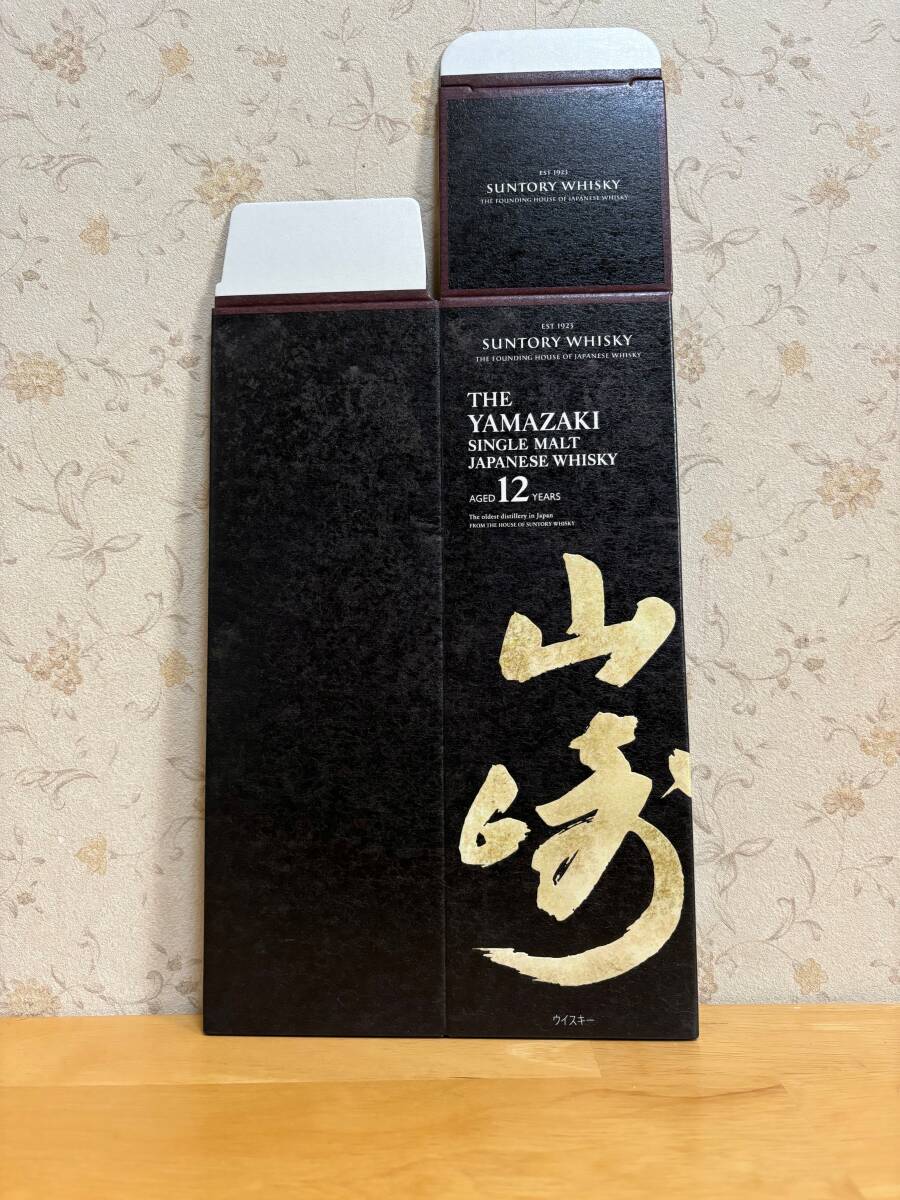 EST 1923
SUNTORY WHISKY
THE FOUNDING HOUSE OF JAPANESE WHISKY
EST 1923
SUNTORY WHISKY
THE FOUNDING HOUSE OF JAPANESE WHISKY
THE
YAMAZAKI
SINGLE MALT
JAPANESE WHISKY
AGED 12 YEARS
The oldest distillery in Japan
FROM THE HOUSE OF SUNTORY WHISKY
山
崎
ウイスキー